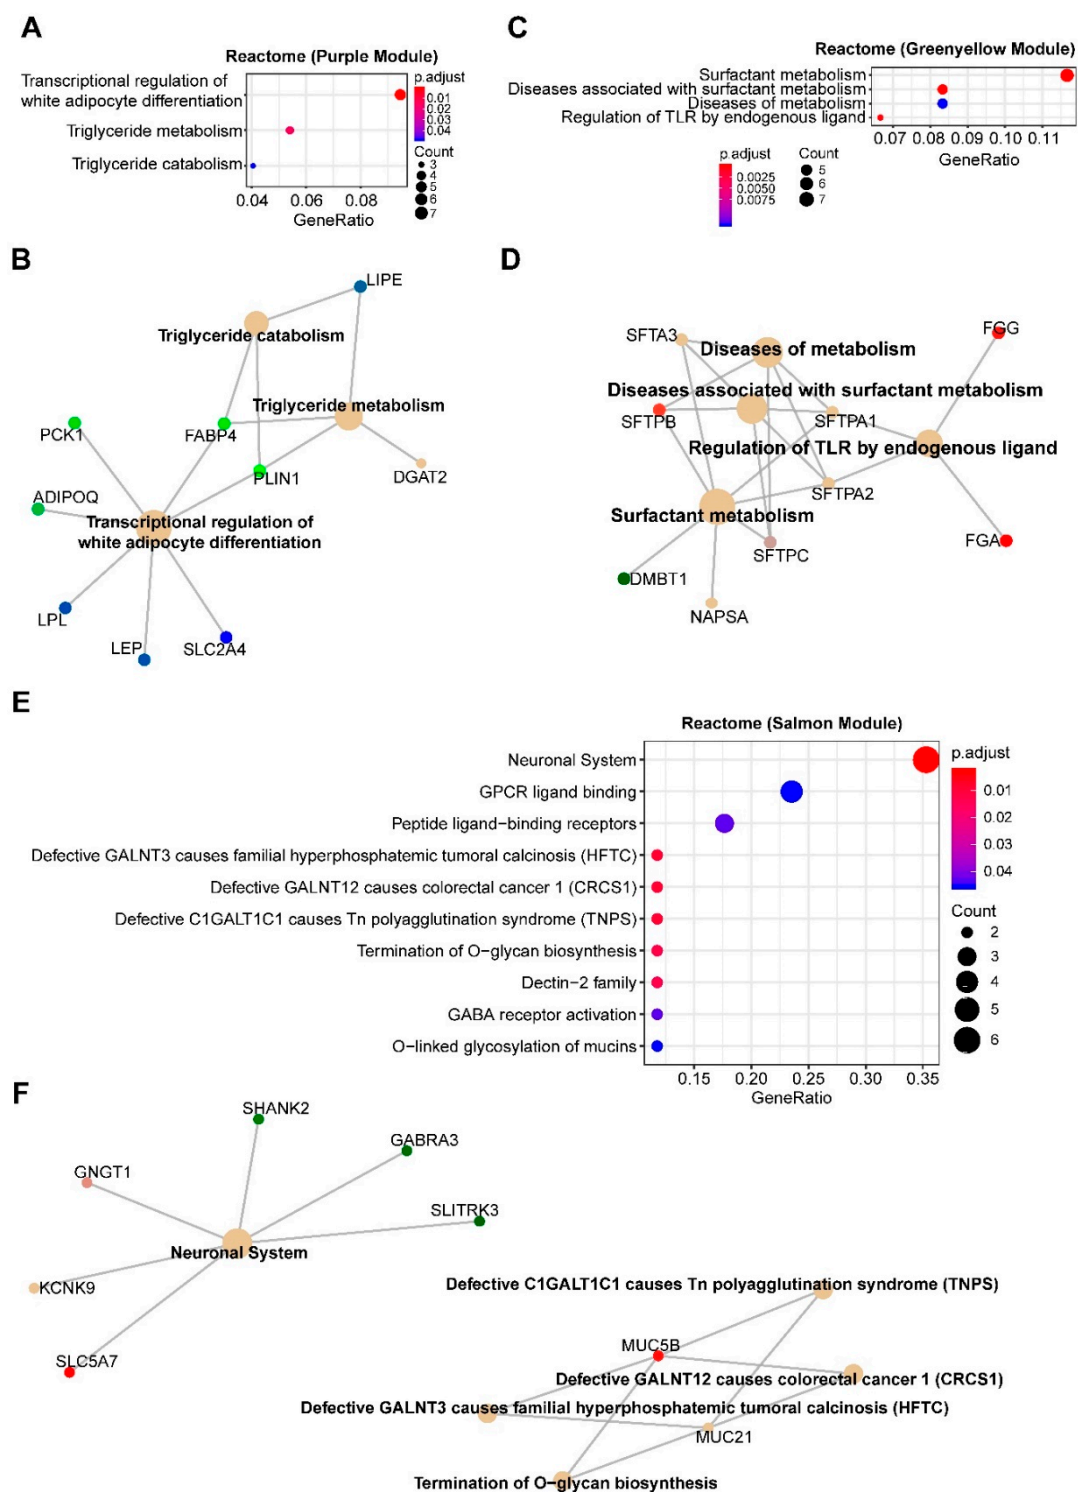 A
Reactome (Purple Module)
Transcriptional regulation of
white adipocyte differentiation
Triglyceride metabolism
Triglyceride catabolism
0.04 0.06 0.08
GeneRatio
p.adjust
0.01
0.02
0.03
0.04
Count
3
4
5
6
7
C
Reactome (Greenyellow Module)
Surfactant metabolism
Diseases associated with surfactant metabolism
Diseases of metabolism
Regulation of TLR by endogenous ligand
0.07 0.08 0.09 0.10 0.11
GeneRatio
p.adjust
0.0025
0.0050
0.0075
Count
5
6
7
B
LIPE
Triglyceride catabolism
Triglyceride metabolism
PCK1
FABP4
PLIN1
DGAT2
ADIPOQ
Transcriptional regulation of
white adipocyte differentiation
LPL
LEP
SLC2A4
D
SFTA3
FGG
Diseases of metabolism
Diseases associated with surfactant metabolism
SFTPB
SFTPA1
Regulation of TLR by endogenous ligand
SFTPA2
Surfactant metabolism
SFTPC
FGA
DMBT1
NAPSA
E
Reactome (Salmon Module)
Neuronal System
GPCR ligand binding
Peptide ligand−binding receptors
Defective GALNT3 causes familial hyperphosphatemic tumoral calcinosis (HFTC)
Defective GALNT12 causes colorectal cancer 1 (CRCS1)
Defective C1GALT1C1 causes Tn polyagglutination syndrome (TNPS)
Termination of O−glycan biosynthesis
Dectin−2 family
GABA receptor activation
O−linked glycosylation of mucins
0.15 0.20 0.25 0.30 0.35
GeneRatio
p.adjust
0.01
0.02
0.03
0.04
Count
2
3
4
5
6
F
SHANK2
GABRA3
GNGT1
SLITRK3
Neuronal System
KCNK9
SLC5A7
Defective C1GALT1C1 causes Tn polyagglutination syndrome (TNPS)
MUC5B
Defective GALNT12 causes colorectal cancer 1 (CRCS1)
Defective GALNT3 causes familial hyperphosphatemic tumoral calcinosis (HFTC)
MUC21
Termination of O−glycan biosynthesis